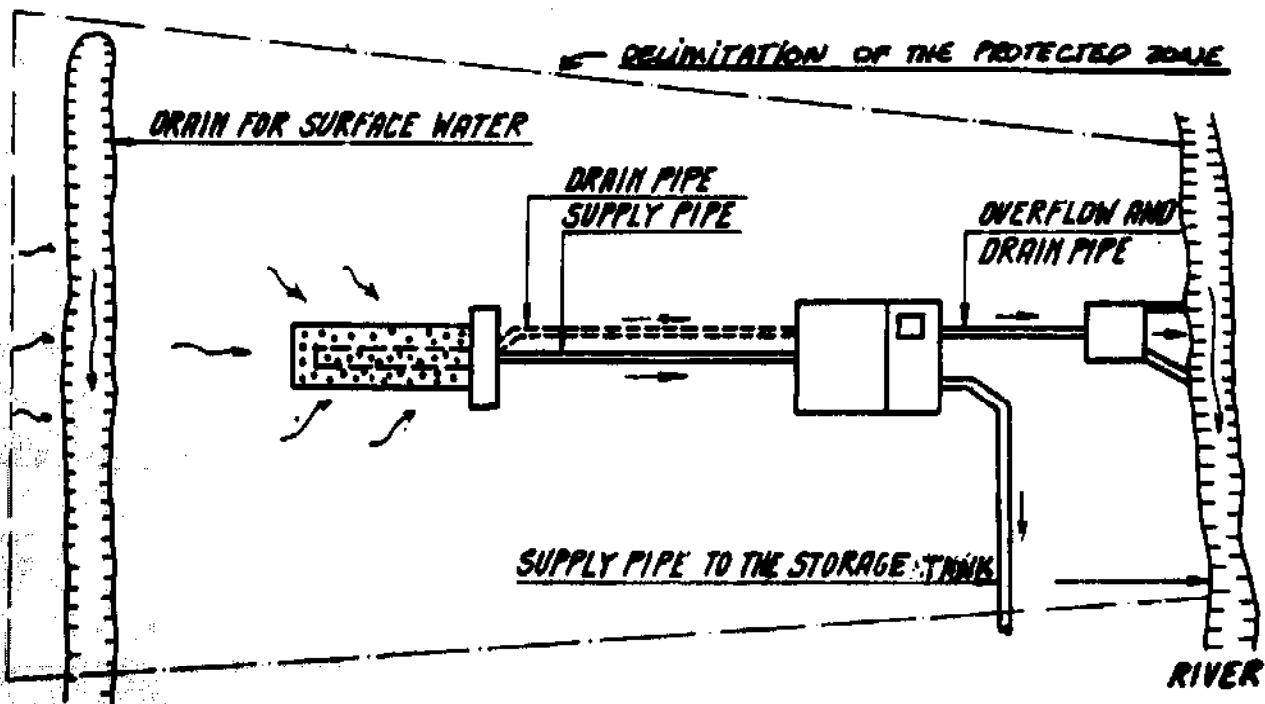 DELIMITATION OF THE PROTECTED ZONE
DRAIN FOR SURFACE WATER
DRAIN PIPE
SUPPLY PIPE
OVERFLOW AND
DRAIN PIPE
SUPPLY PIPE TO THE STORAGE TANK
RIVER